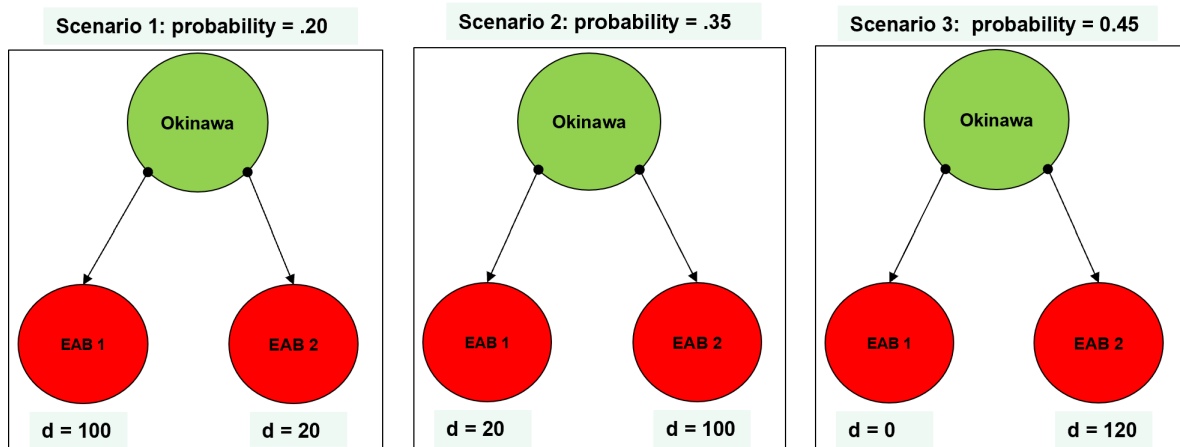 Scenario 1: probability = .20
Scenario 2: probability = .35
Scenario 3:  probability = 0.45
Okinawa
Okinawa
Okinawa
EAB 1
EAB 2
EAB 1
EAB 2
EAB 1
EAB 2
d = 100
d = 20
d = 20
d = 100
d = 0
d = 120